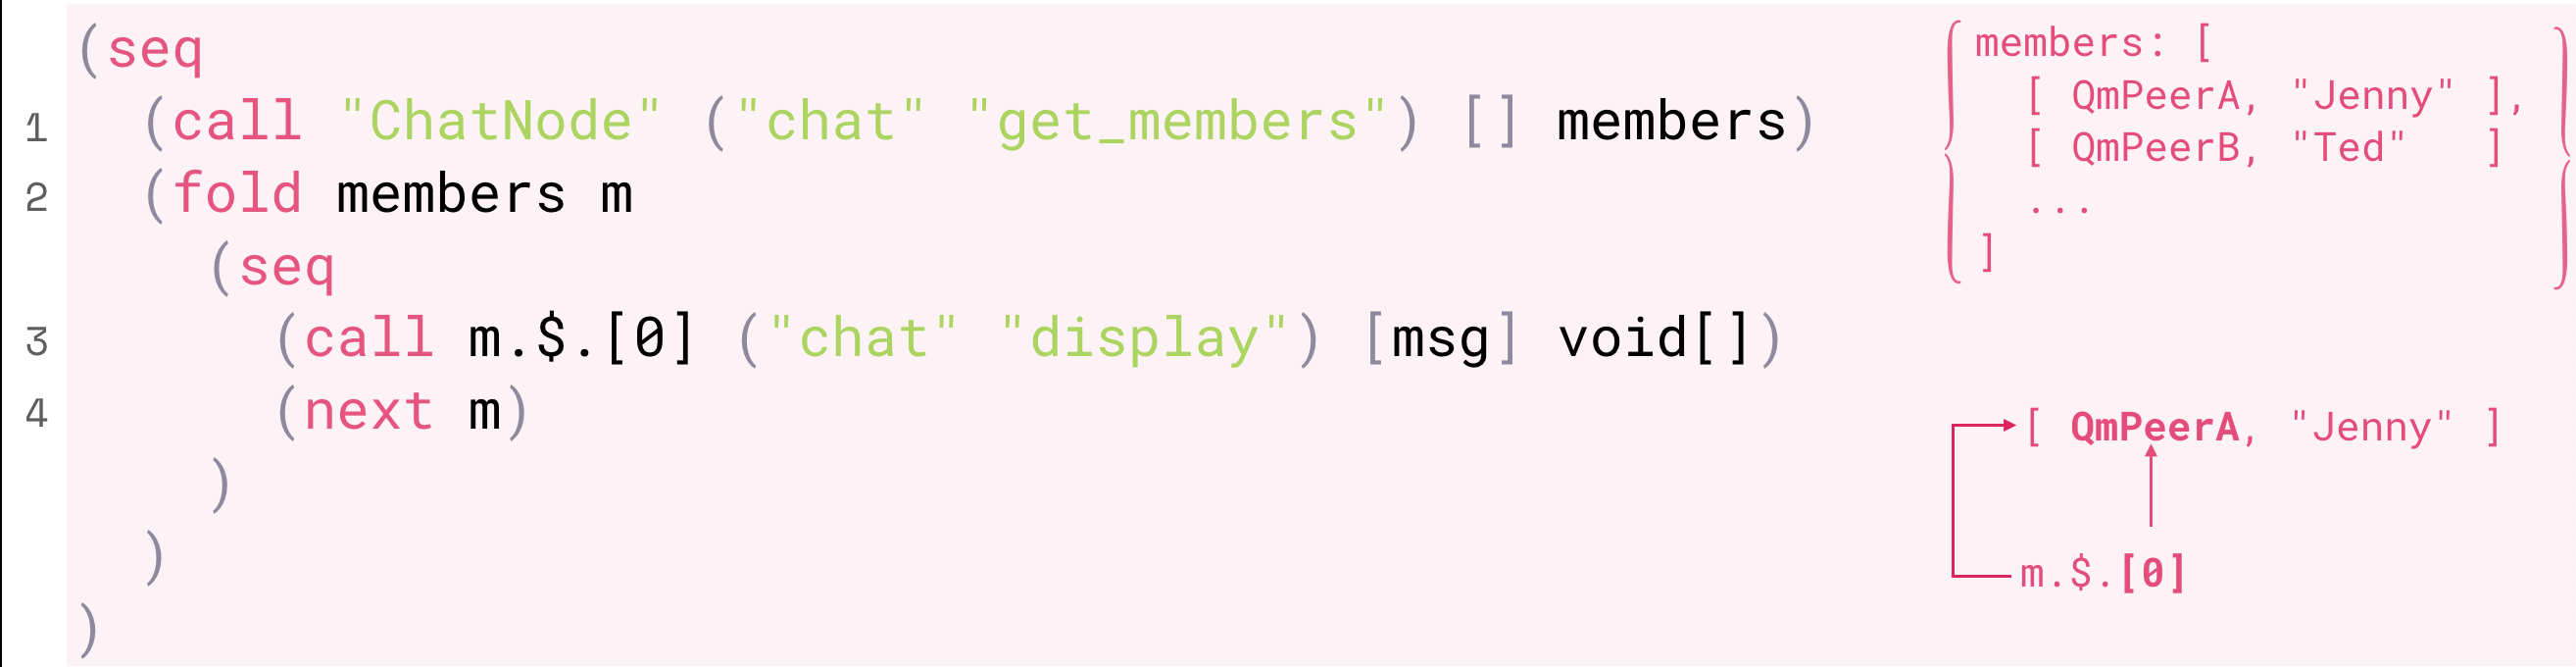 (seq
1 (call "ChatNode" ("chat" "get_members") [] members)
2 (fold members m
(seq
3 (call m.$.[0] ("chat" "display") [msg] void[])
4 (next m)
)
)
)
members: [
[ QmPeerA, "Jenny" ],
[ QmPeerB, "Ted" ]
...
]
[ QmPeerA, "Jenny" ]
m.$.[0]